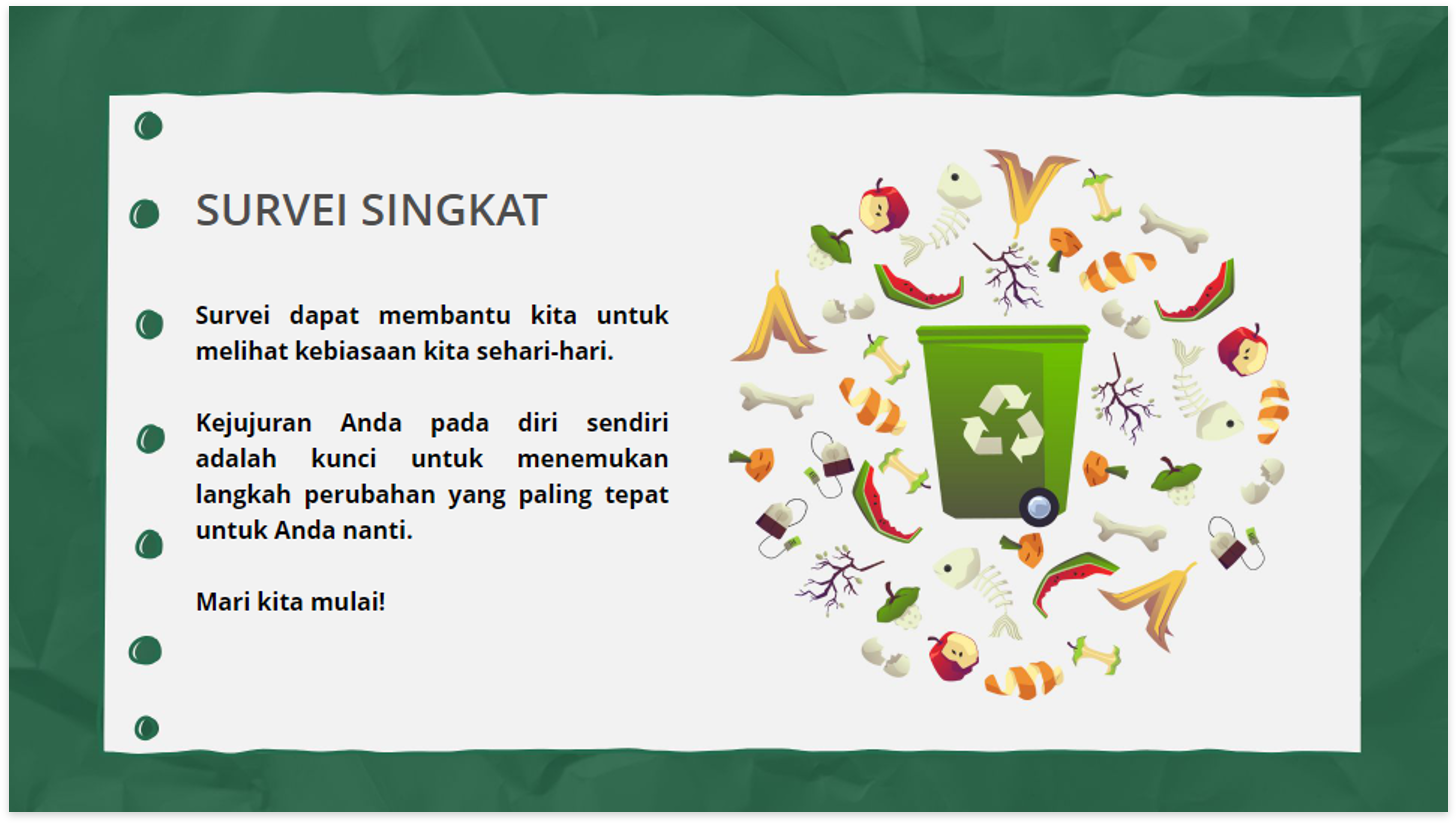 SURVEI SINGKAT
Survei dapat membantu kita untuk
melihat kebiasaan kita sehari-hari.
Kejujuran Anda pada diri sendiri
adalah kunci untuk menemukan
langkah perubahan yang paling tepat
untuk Anda nanti.
Mari kita mulai!